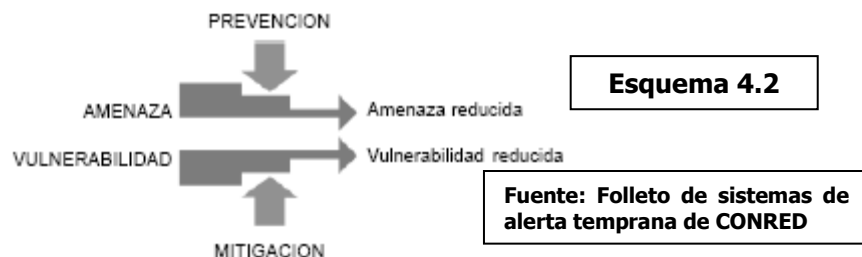 PREVENCION
Esquema 4.2
AMENAZA
Amenaza reducida
VULNERABILIDAD
Vulnerabilidad reducida
Fuente: Folleto de sistemas de
alerta temprana de CONRED
MITIGACION